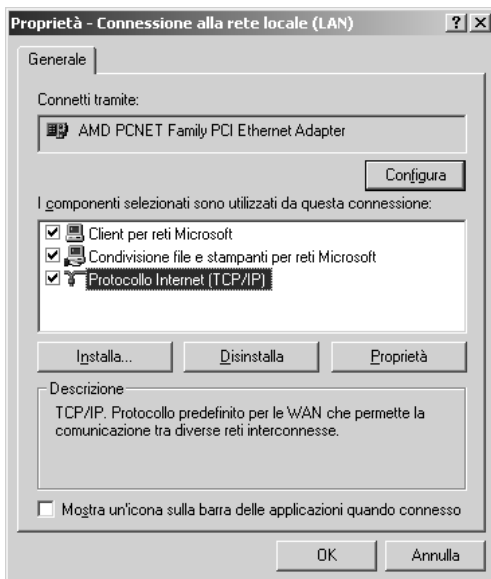 Proprietà - Connessione alla rete locale (LAN)
Generale
Connetti tramite:
AMD PCNET Family PCI Ethernet Adapter
Configura
I componenti selezionati sono utilizzati da questa connessione:
Client per reti Microsoft
Condivisione file e stampanti per reti Microsoft
Protocollo Internet (TCP/IP)
Installa... Disinstalla Proprietà
Descrizione
TCP/IP. Protocollo predefinito per le WAN che permette la
comunicazione tra diverse reti interconnesse.
Mostra un'icona sulla barra delle applicazioni quando connesso
OK Annulla